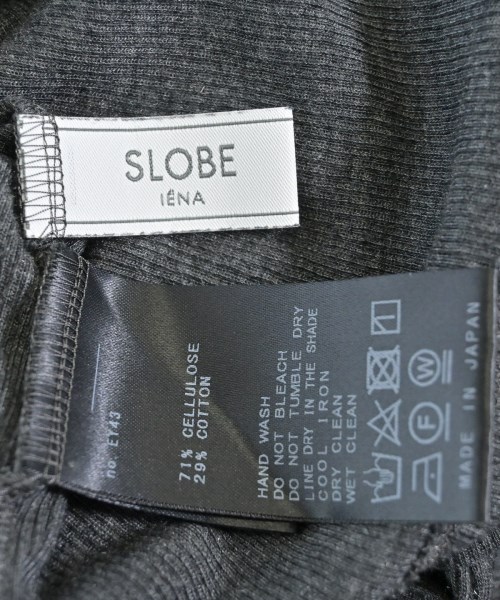 SLOBE
IÉNA
no. E143
71% CELLULOSE
29% COTTON
HAND WASH
DO NOT BLEACH
DO NOT TUMBLE DRY
LINE DRY IN THE SHADE
COOL IRON
DRY CLEAN
WET CLEAN
F W
MADE IN JAPAN